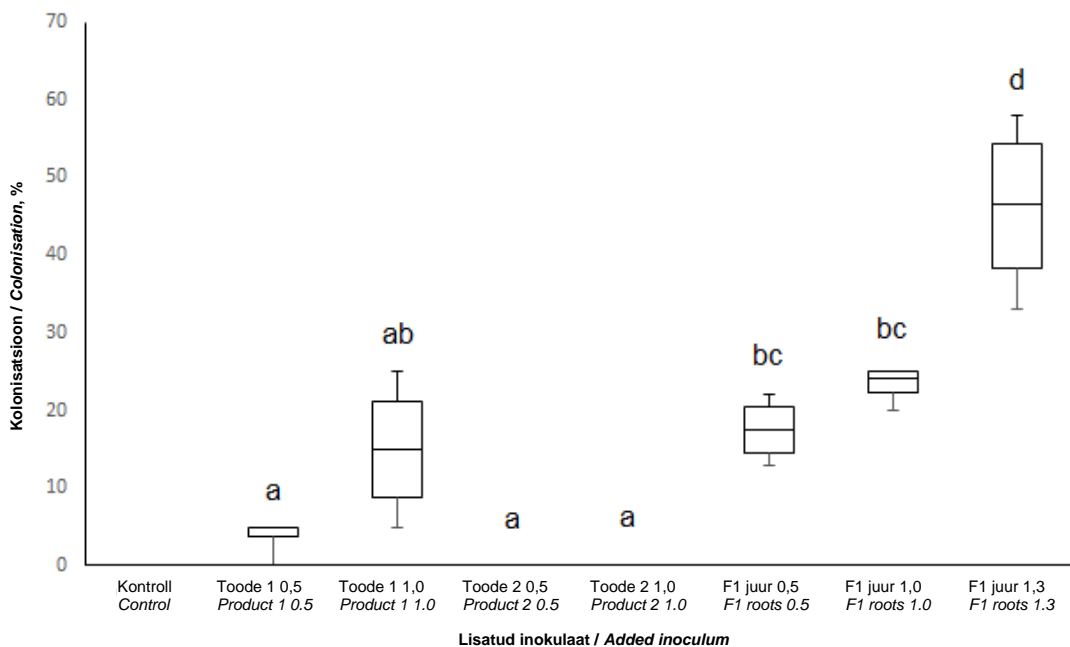 Kolonisatsioon / Colonisation, %
70
60
50
40
30
20
10
0
a
ab
a
a
bc
bc
d
Kontroll
Control
Toode 1 0,5
Product 1 0.5
Toode 1 1,0
Product 1 1.0
Toode 2 0,5
Product 2 0.5
Toode 2 1,0
Product 2 1.0
F1 juur 0,5
F1 roots 0.5
F1 juur 1,0
F1 roots 1.0
F1 juur 1,3
F1 roots 1.3
Lisatud inokulaat / Added inoculum